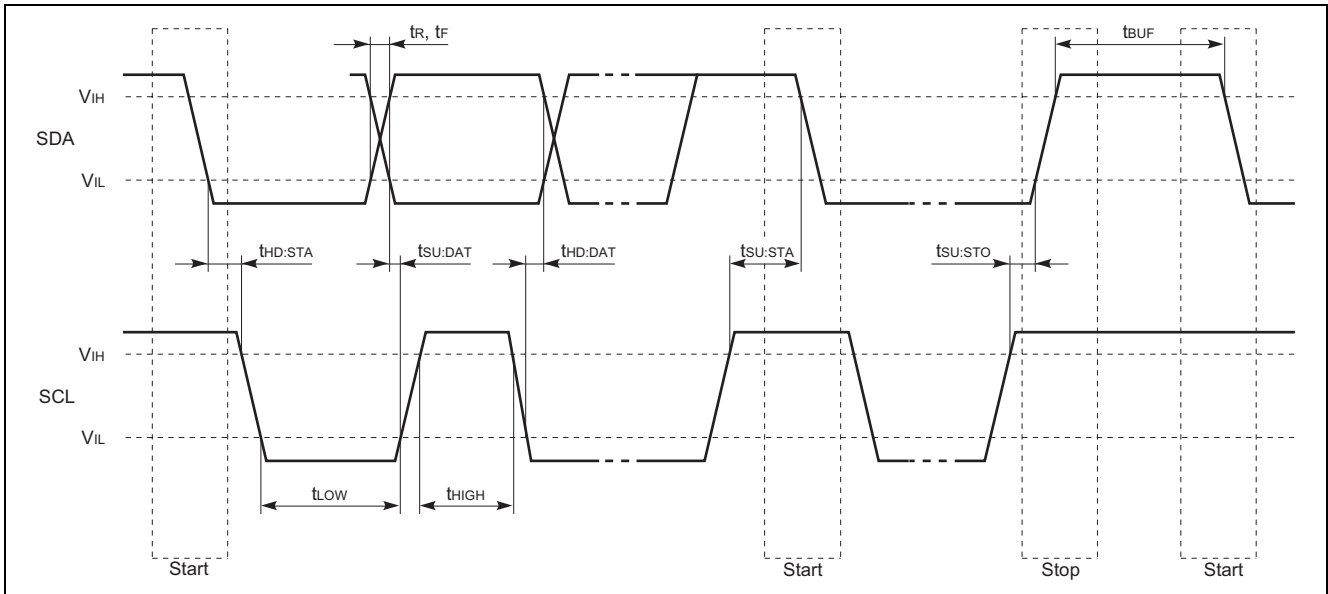 tR, tF
tBUF
VIH
SDA
VIL
tHD:STA
tSU:DAT
tHD:DAT
tSU:STA
tSU:STO
VIH
SCL
VIL
tLOW
tHIGH
Start
Start
Stop
Start